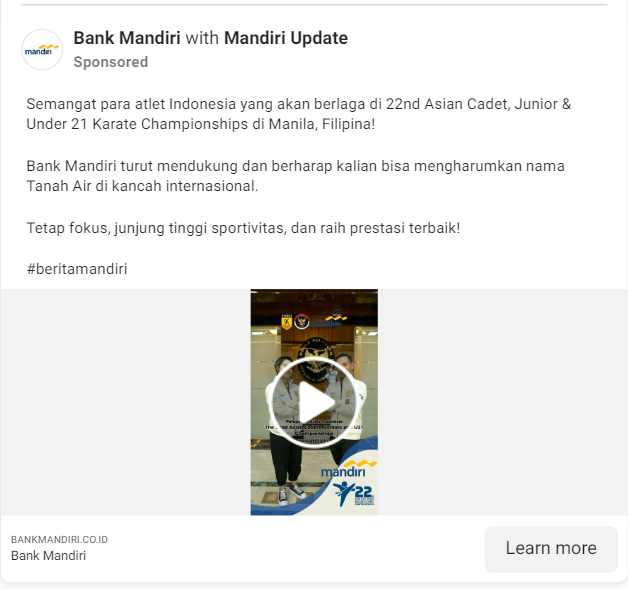 mandiri
Bank Mandiri with Mandiri Update
Sponsored
Semangat para atlet Indonesia yang akan berlaga di 22nd Asian Cadet, Junior &
Under 21 Karate Championships di Manila, Filipina!
Bank Mandiri turut mendukung dan berharap kalian bisa mengharumkan nama
Tanah Air di kancah internasional.
Tetap fokus, junjung tinggi sportivitas, dan raih prestasi terbaik!
#beritamandiri
mandiri
22
BANKMANDIRI.CO.ID
Bank Mandiri
Learn more